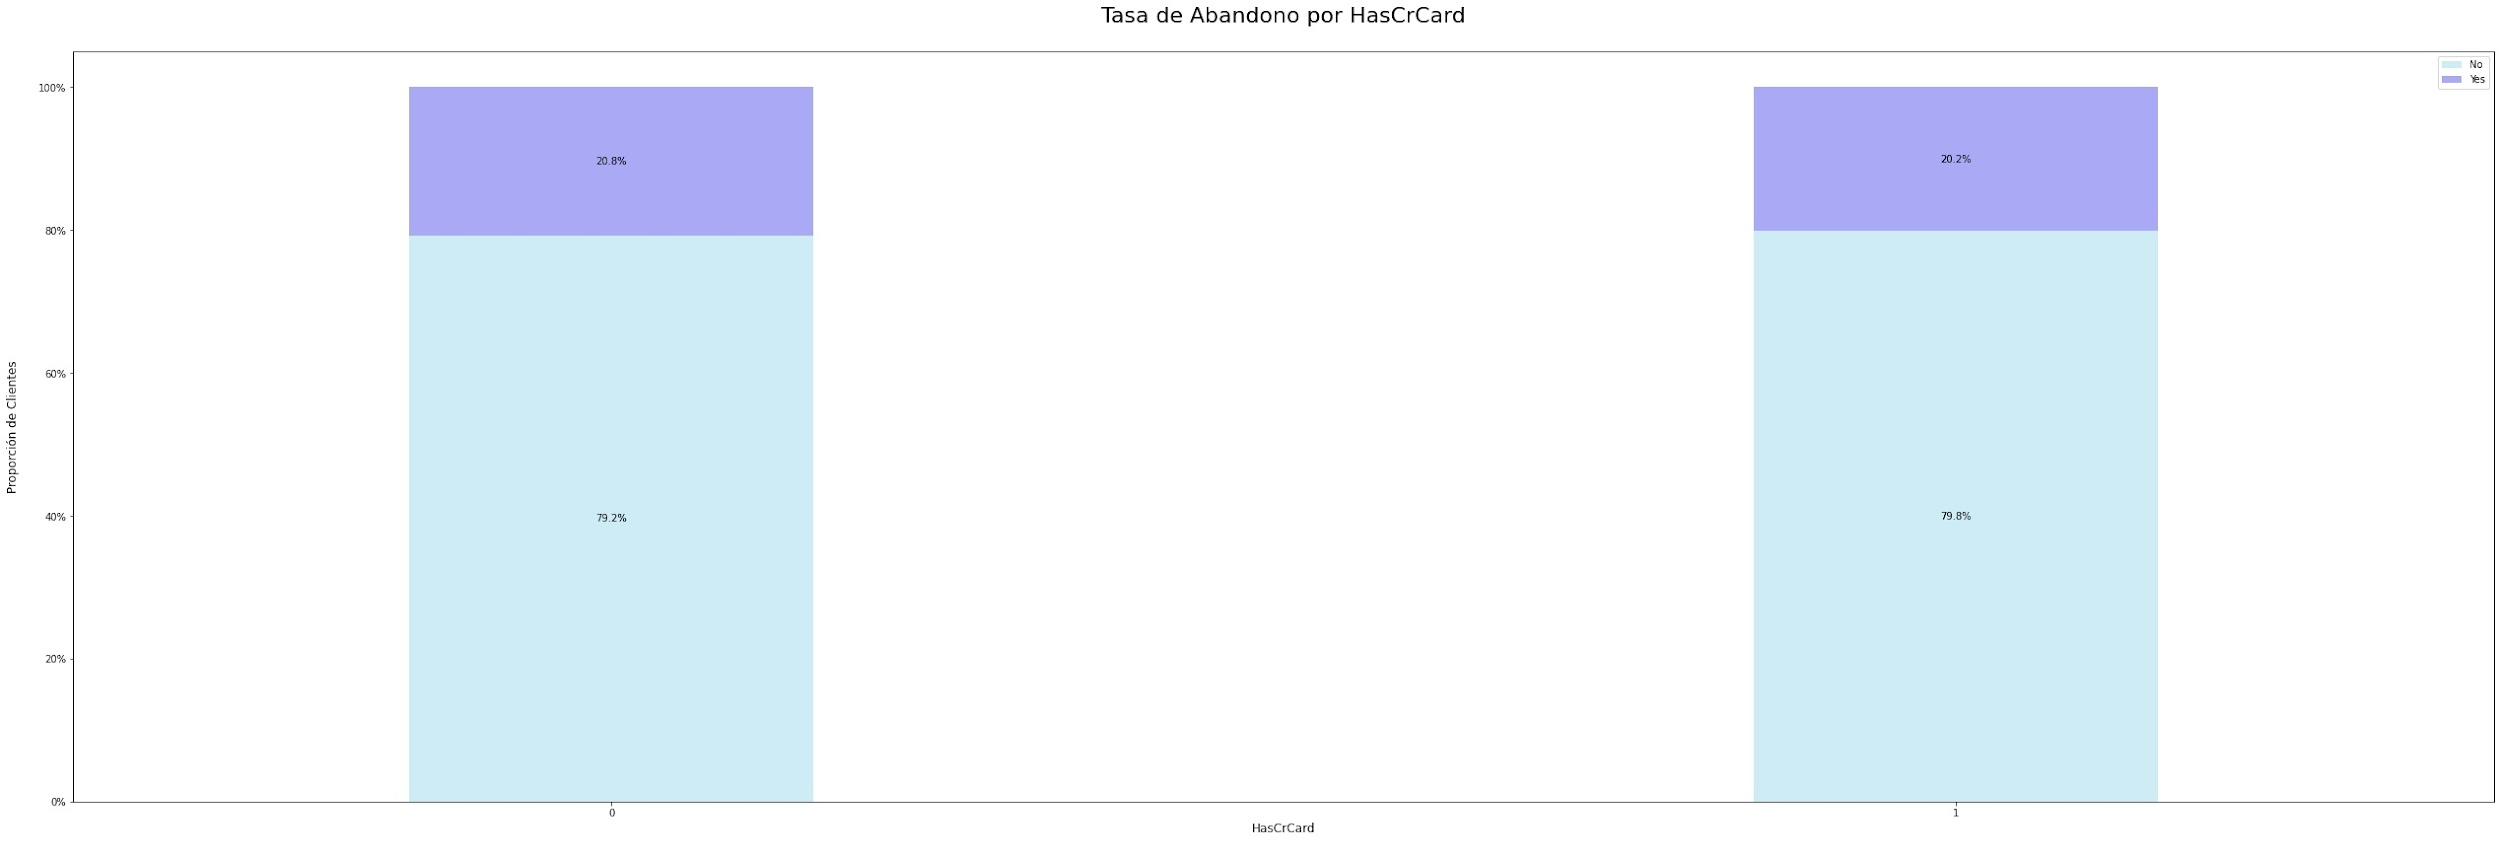 Tasa de Abandono por HasCrCard
No
Yes
100%
80%
60%
40%
20%
0%
Proporción de Clientes
20.8%
20.2%
79.2%
79.8%
0
1
HasCrCard